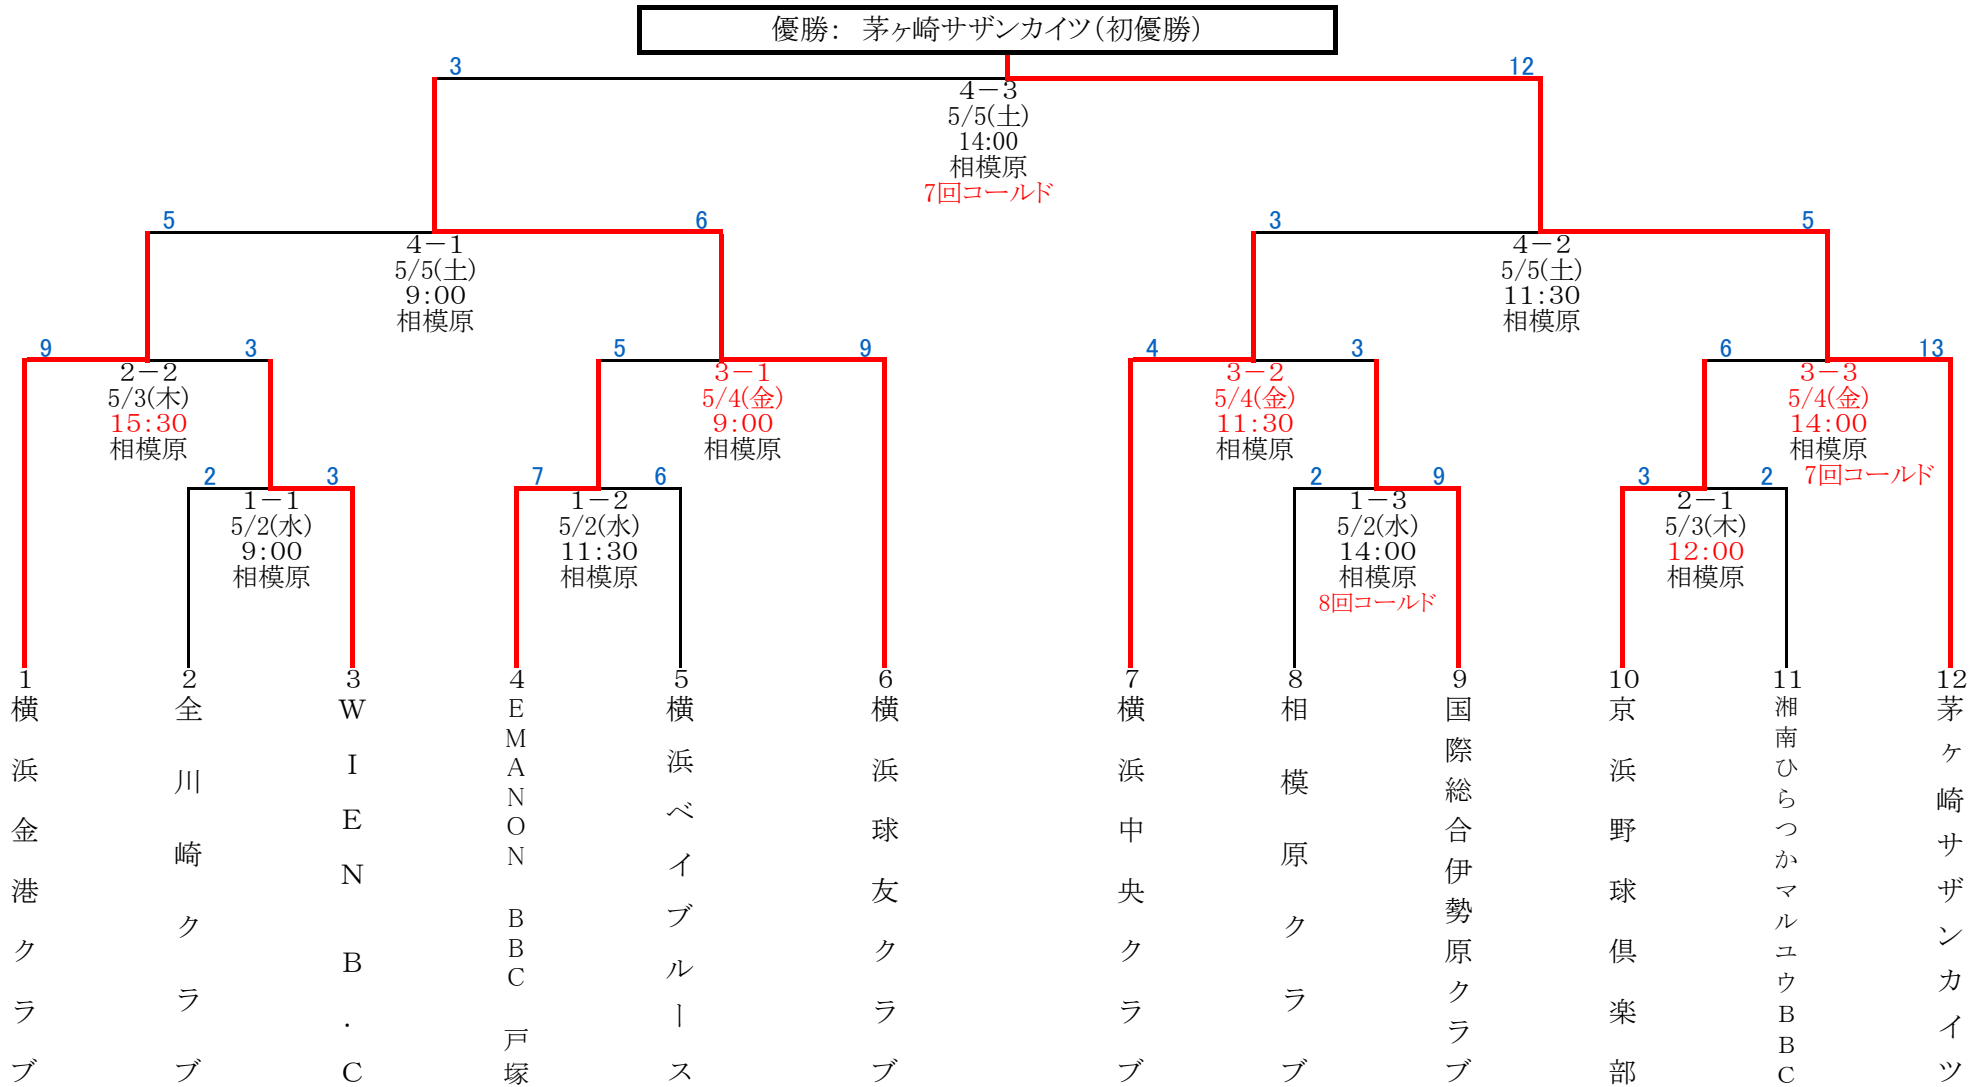 優勝： 茅ヶ崎サザンカイツ（初優勝）
3
12
4－3
5/5(土)
14:00
相模原
7回コールド
5
6
4－1
5/5(土)
9:00
相模原
3
5
4－2
5/5(土)
11:30
相模原
9
3
2－2
5/3(木)
15:30
相模原
5
9
3－1
5/4(金)
9:00
相模原
4
3
3－2
5/4(金)
11:30
相模原
6
13
3－3
5/4(金)
14:00
相模原
7回コールド
2
3
1－1
5/2(水)
9:00
相模原
7
6
1－2
5/2(水)
11:30
相模原
2
9
1－3
5/2(水)
14:00
相模原
8回コールド
3
2
2－1
5/3(木)
12:00
相模原
1
横浜金港クラブ
2
全川崎クラブ
3
WIEN B.C
4
EMANON BBC 戸塚
5
横浜ベイブルース
6
横浜球友クラブ
7
横浜中央クラブ
8
相模原クラブ
9
国際総合伊勢原クラブ
10
京浜野球倶楽部
11
湘南ひらつかマルユウBBC
12
茅ヶ崎サザンカイツ